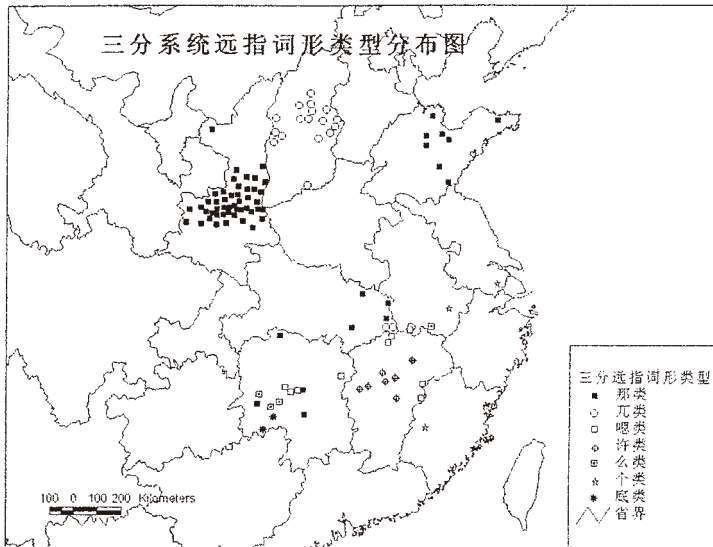 三分系统远指词形类型分布图
三分远指词形类型
那类
兀类
嗯类
许类
么类
个类
底类
省界
100 0 100 200 Kilometers